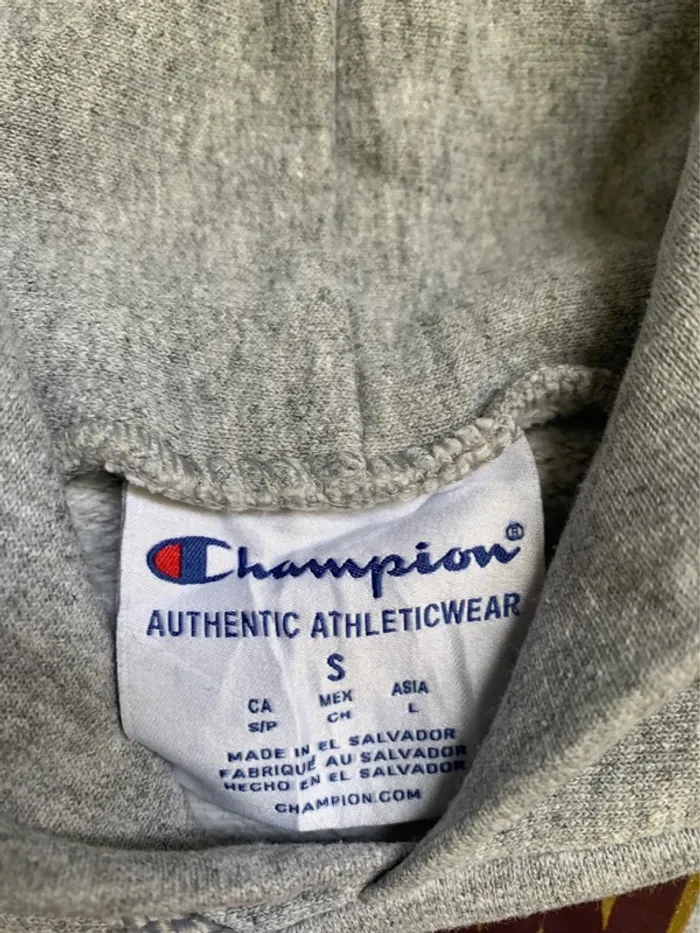 Champion®
AUTHENTIC ATHLETICWEAR
S
CA MEX ASIA
S/P CH L
MADE IN EL SALVADOR
FABRIQUÉ AU SALVADOR
HECHO EN EL SALVADOR
CHAMPION.COM